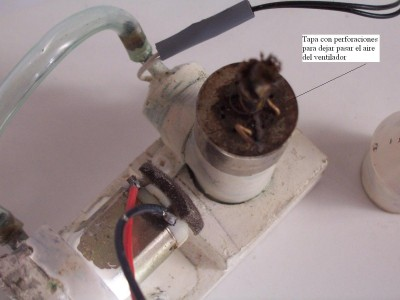 Tapa con perforaciones
para dejar pasar el aire
del ventilador